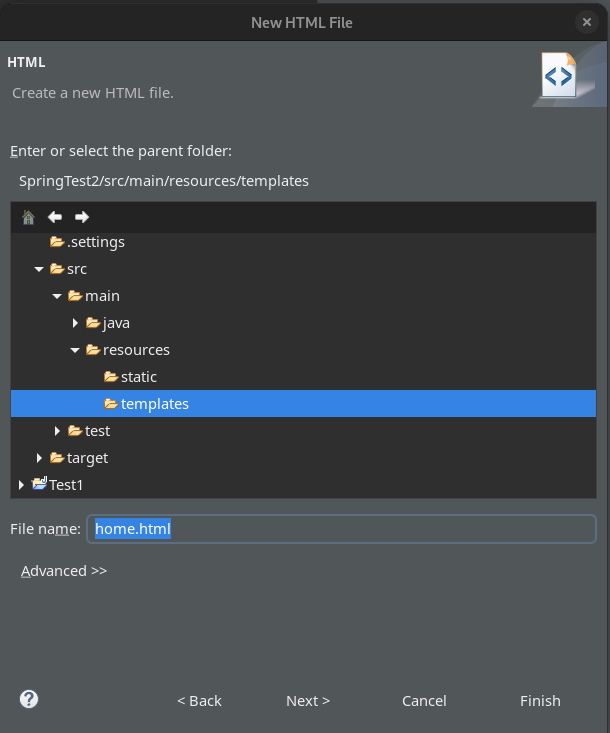 New HTML File
HTML
Create a new HTML file.
Enter or select the parent folder:
SpringTest2/src/main/resources/templates
.settings
src
main
java
resources
static
templates
test
target
Test1
File name: home.html
Advanced >>
? < Back Next > Cancel Finish